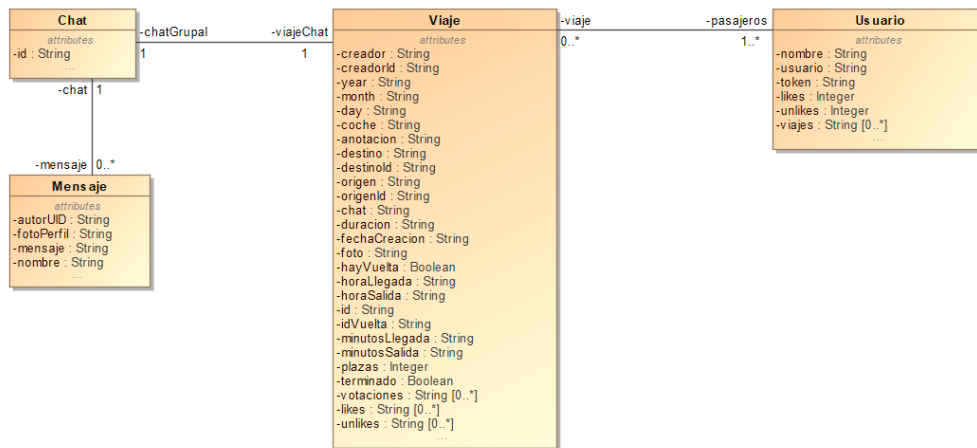 Chat
attributes
-id : String
...
-chatGrupal
1
-viajeChat
1
-chat
1
-mensaje
0..*
Mensaje
attributes
-autorUID : String
-fotoPerfil : String
-mensaje : String
-nombre : String
...
Viaje
attributes
-creador : String
-creadorId : String
-year : String
-month : String
-day : String
-coche : String
-anotacion : String
-destino : String
-destinoId : String
-origen : String
-origenId : String
-chat : String
-duracion : String
-fechaCreacion : String
-foto : String
-hayVuelta : Boolean
-horaLlegada : String
-horaSalida : String
-id : String
-idVuelta : String
-minutosLlegada : String
-minutosSalida : String
-plazas : Integer
-terminado : Boolean
-votaciones : String [0..*]
-likes : String [0..*]
-unlikes : String [0..*]
...
-viaje
0..*
-pasajeros
1..*
Usuario
attributes
-nombre : String
-usuario : String
-token : String
-likes : Integer
-unlikes : Integer
-viajes : String [0..*]
...